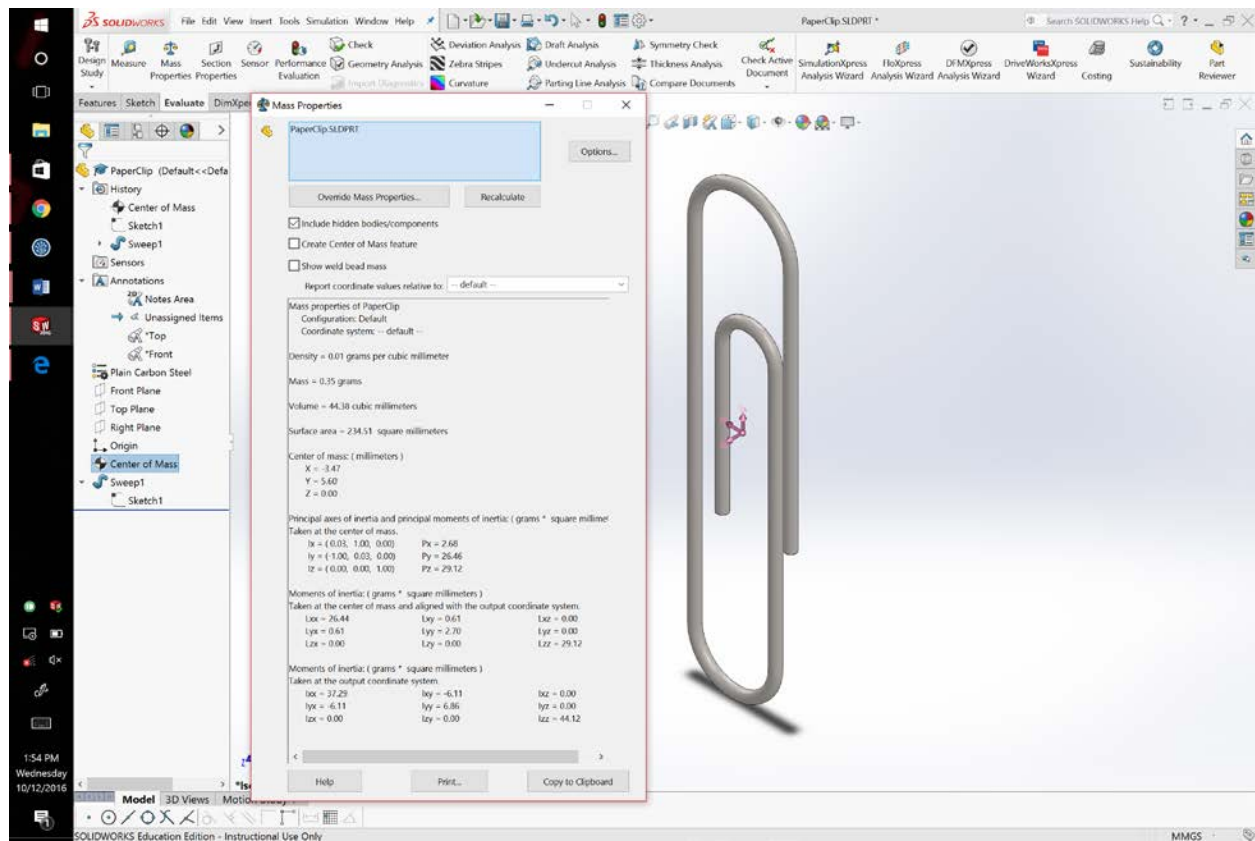 SOLIDWORKS File Edit View Insert Tools Simulation Window Help PaperClip.SLDPRT * Search SOLIDWORKS Help
Design Study
Measure
Mass Properties
Section Properties
Sensor
Performance Evaluation
Check
Geometry Analysis
Import Diagnostics
Deviation Analysis
Zebra Stripes
Curvature
Draft Analysis
Undercut Analysis
Parting Line Analysis
Symmetry Check
Thickness Analysis
Compare Documents
Check Active Document
SimulationXpress Analysis Wizard
FloXpress Analysis Wizard
DFMXpress Analysis Wizard
DriveWorksXpress Wizard
Costing
Sustainability
Part Reviewer
Features Sketch Evaluate DimXpe
PaperClip (Default<<Defa
History
Center of Mass
Sketch1
Sweep1
Sensors
Annotations
Notes Area
Unassigned Items
*Top
*Front
Plain Carbon Steel
Front Plane
Top Plane
Right Plane
Origin
Center of Mass
Sweep1
Sketch1
Mass Properties
PaperClip.SLDPRT
Options...
Override Mass Properties... Recalculate
Include hidden bodies/components
Create Center of Mass feature
Show weld bead mass
Report coordinate values relative to: -- default --
Mass properties of PaperClip
Configuration: Default
Coordinate system: -- default --
Density = 0.01 grams per cubic millimeter
Mass = 0.35 grams
Volume = 44.38 cubic millimeters
Surface area = 234.51 square millimeters
Center of mass: ( millimeters )
X = -3.47
Y = 5.60
Z = 0.00
Principal axes of inertia and principal moments of inertia: ( grams * square millime
Taken at the center of mass.
Ix = ( 0.03, 1.00, 0.00) Px = 2.68
Iy = (-1.00, 0.03, 0.00) Py = 26.46
Iz = ( 0.00, 0.00, 1.00) Pz = 29.12
Moments of inertia: ( grams * square millimeters )
Taken at the center of mass and aligned with the output coordinate system.
Lxx = 26.44 Lxy = 0.61 Lxz = 0.00
Lyx = 0.61 Lyy = 2.70 Lyz = 0.00
Lzx = 0.00 Lzy = 0.00 Lzz = 29.12
Moments of inertia: ( grams * square millimeters )
Taken at the output coordinate system.
Ixx = 37.29 Ixy = -6.11 Ixz = 0.00
Iyx = -6.11 Iyy = 6.86 Iyz = 0.00
Izx = 0.00 Izy = 0.00 Izz = 44.12
Help Print... Copy to Clipboard
*Is
Model 3D Views Motion Study
SOLIDWORKS Education Edition - Instructional Use Only MMGS
1:54 PM
Wednesday
10/12/2016